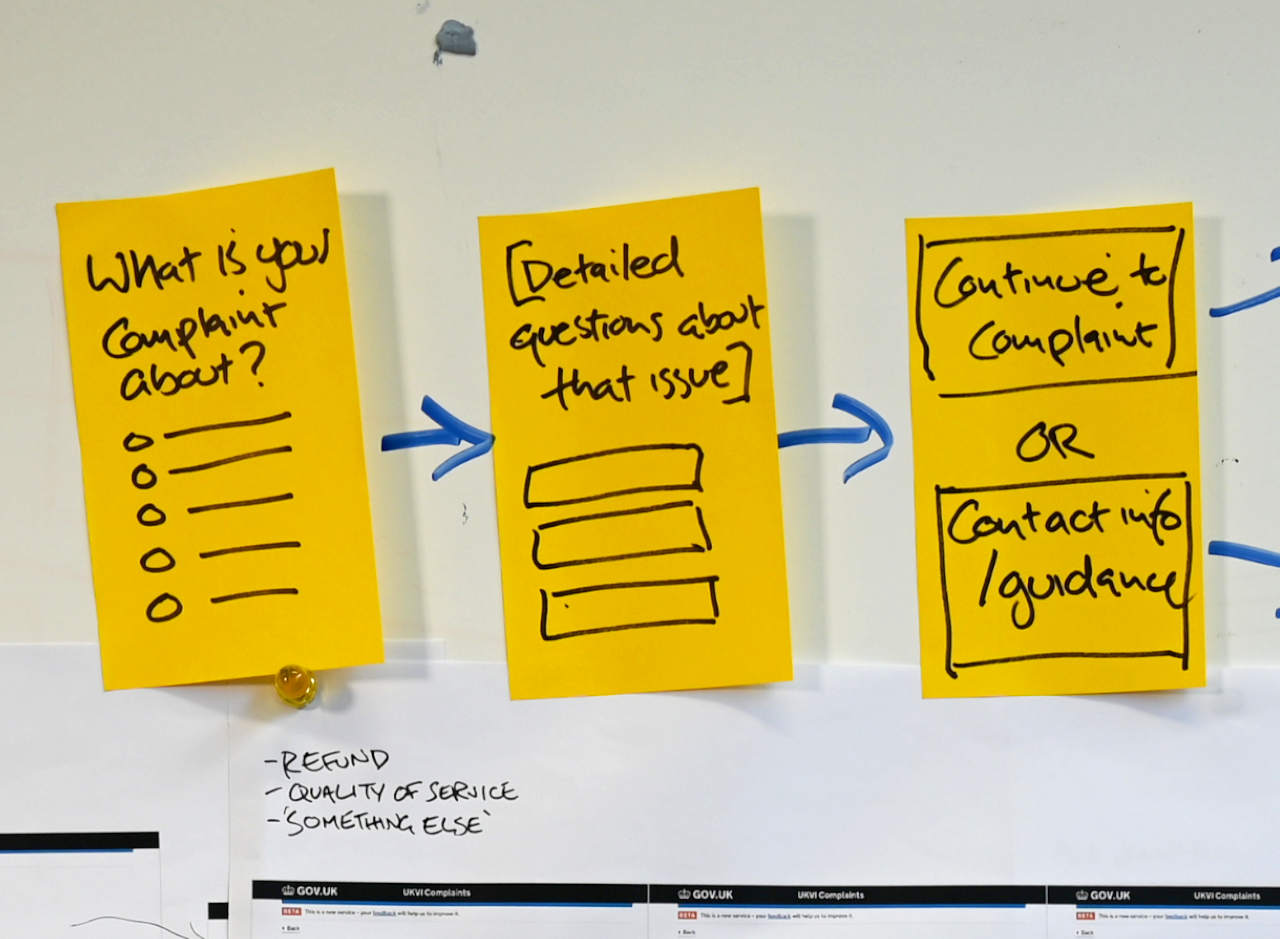 What is your
Complaint
about?
[Detailed
questions about
that issue]
Continue to
Complaint
OR
Contact info
/guidance
- REFUND
- QUALITY OF SERVICE
- 'SOMETHING ELSE'
GOV.UK UKVI Complaints
BETA This is a new service – your feedback will help us to improve it.
Back
GOV.UK UKVI Complaints
BETA This is a new service – your feedback will help us to improve it.
Back
GOV.UK UKVI Complaints
BETA This is a new service – your feedback will help us to improve it.
Back